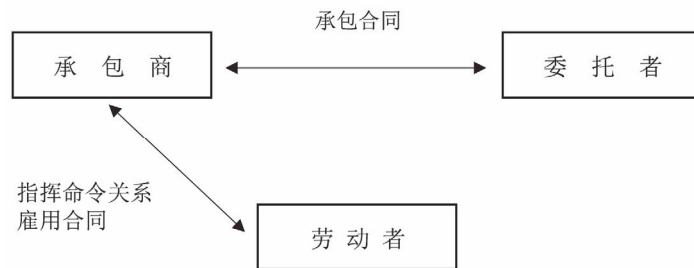 承包合同
承包商
委托者
指挥命令关系
雇用合同
劳动者